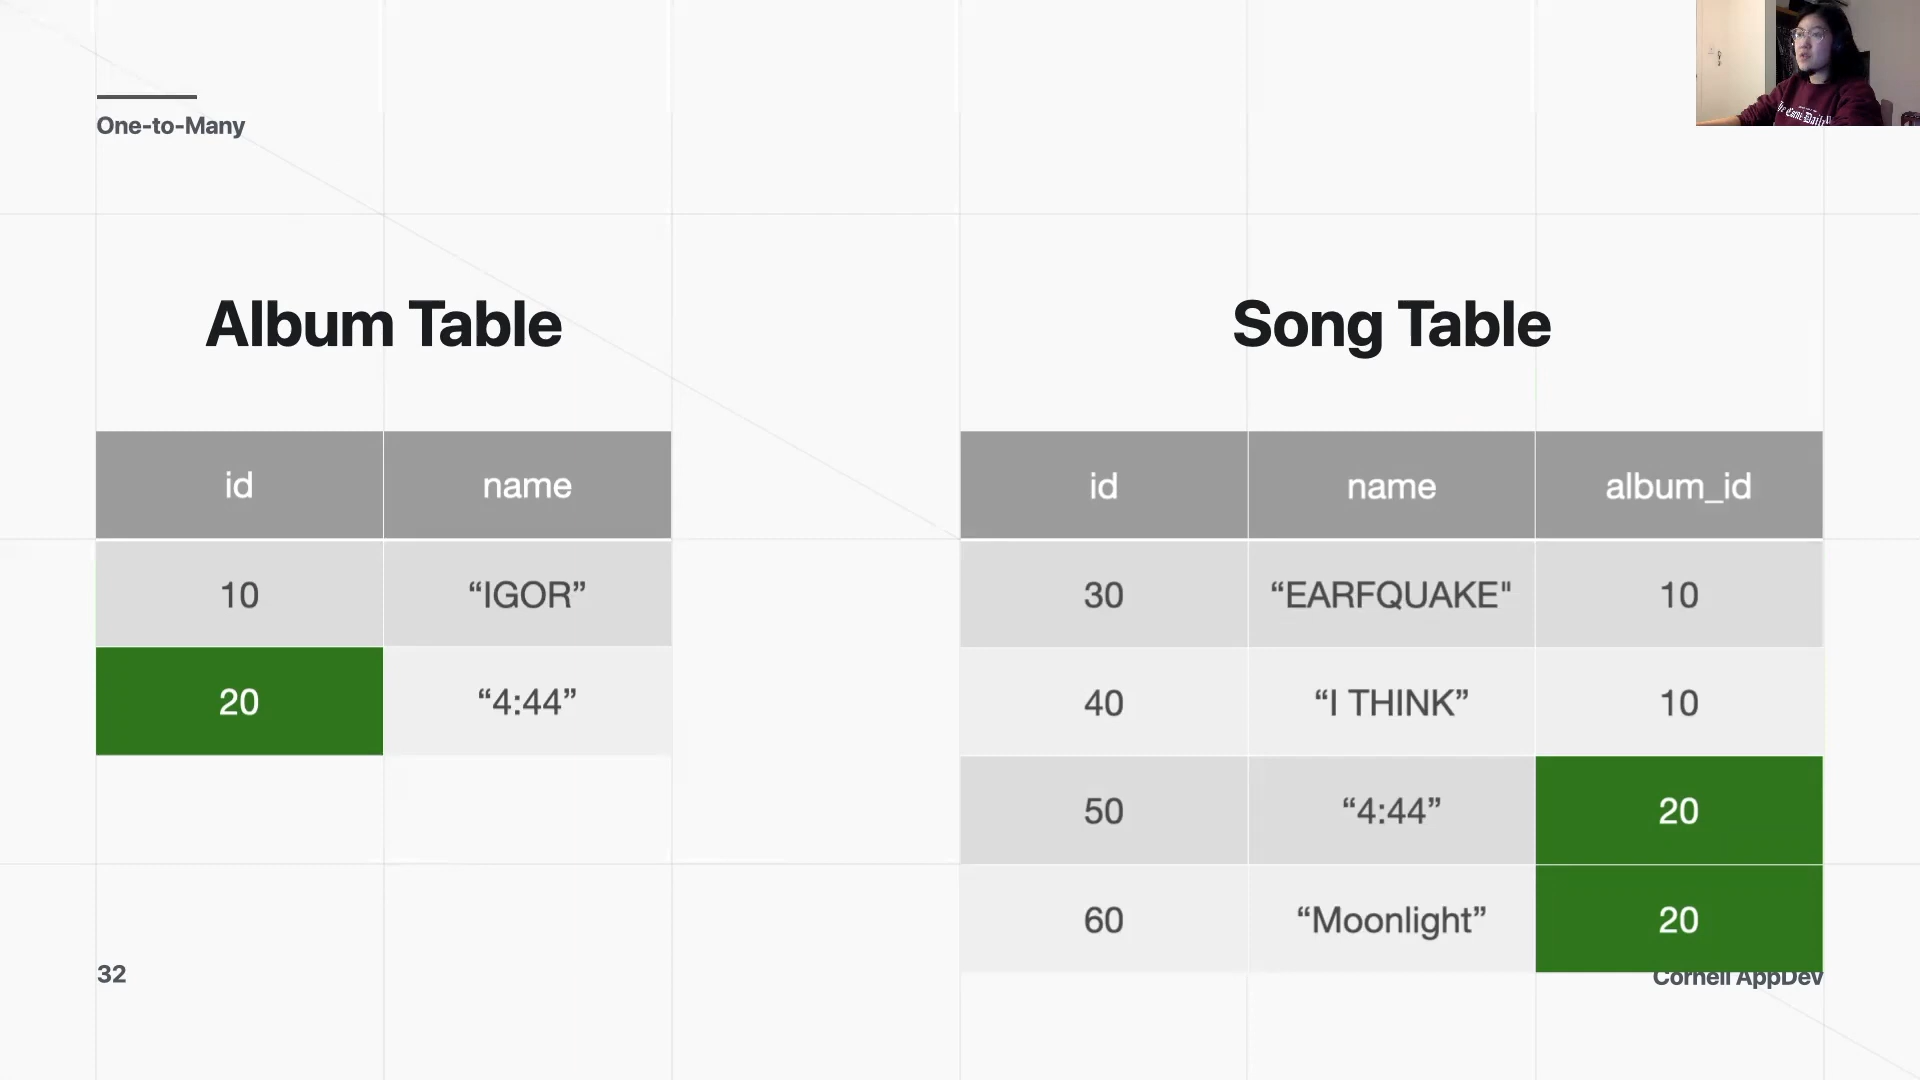 One-to-Many
Album Table
id name
10 “IGOR”
20 “4:44”
Song Table
id name album_id
30 “EARFQUAKE" 10
40 “I THINK” 10
50 “4:44” 20
60 “Moonlight” 20
32
Cornell AppDev